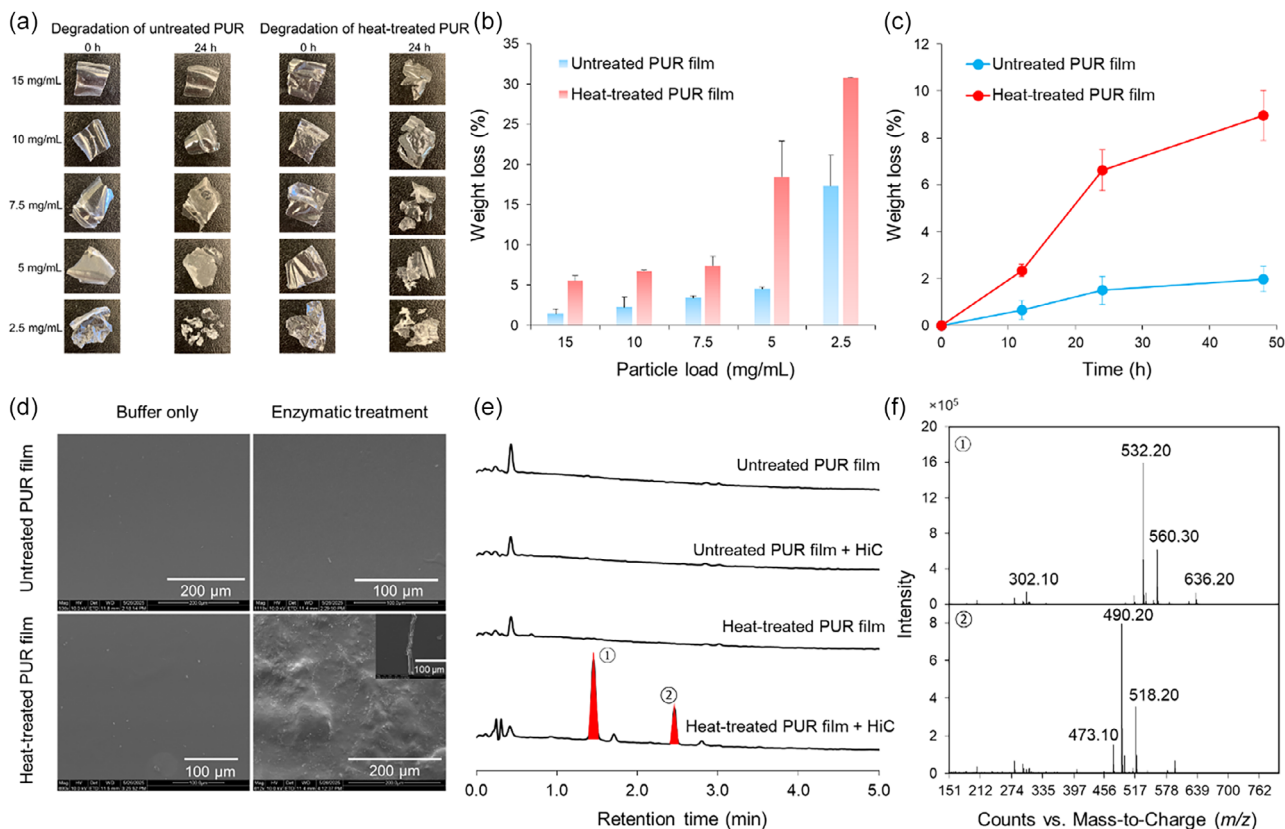 (a)
Degradation of untreated PUR
Degradation of heat-treated PUR
0 h
24 h
0 h
24 h
15 mg/mL
10 mg/mL
7.5 mg/mL
5 mg/mL
2.5 mg/mL
(b)
35
30
25
20
15
10
5
0
Weight loss (%)
Untreated PUR film
Heat-treated PUR film
15
10
7.5
5
2.5
Particle load (mg/mL)
(c)
12
10
8
6
4
2
0
Weight loss (%)
Untreated PUR film
Heat-treated PUR film
0
10
20
30
40
50
Time (h)
(d)
Buffer only
Enzymatic treatment
Untreated PUR film
Heat-treated PUR film
200 µm
100 µm
100 µm
100 µm
200 µm
(e)
Untreated PUR film
Untreated PUR film + HiC
Heat-treated PUR film
①
②
Heat-treated PUR film + HiC
0.0
1.0
2.0
3.0
4.0
5.0
Retention time (min)
(f)
×10⁵
20
16
12
8
4
0
①
532.20
560.30
302.10
636.20
Intensity
8
6
4
2
0
②
490.20
518.20
473.10
151
212
274
335
397
456
517
578
639
700
762
Counts vs. Mass-to-Charge (m/z)